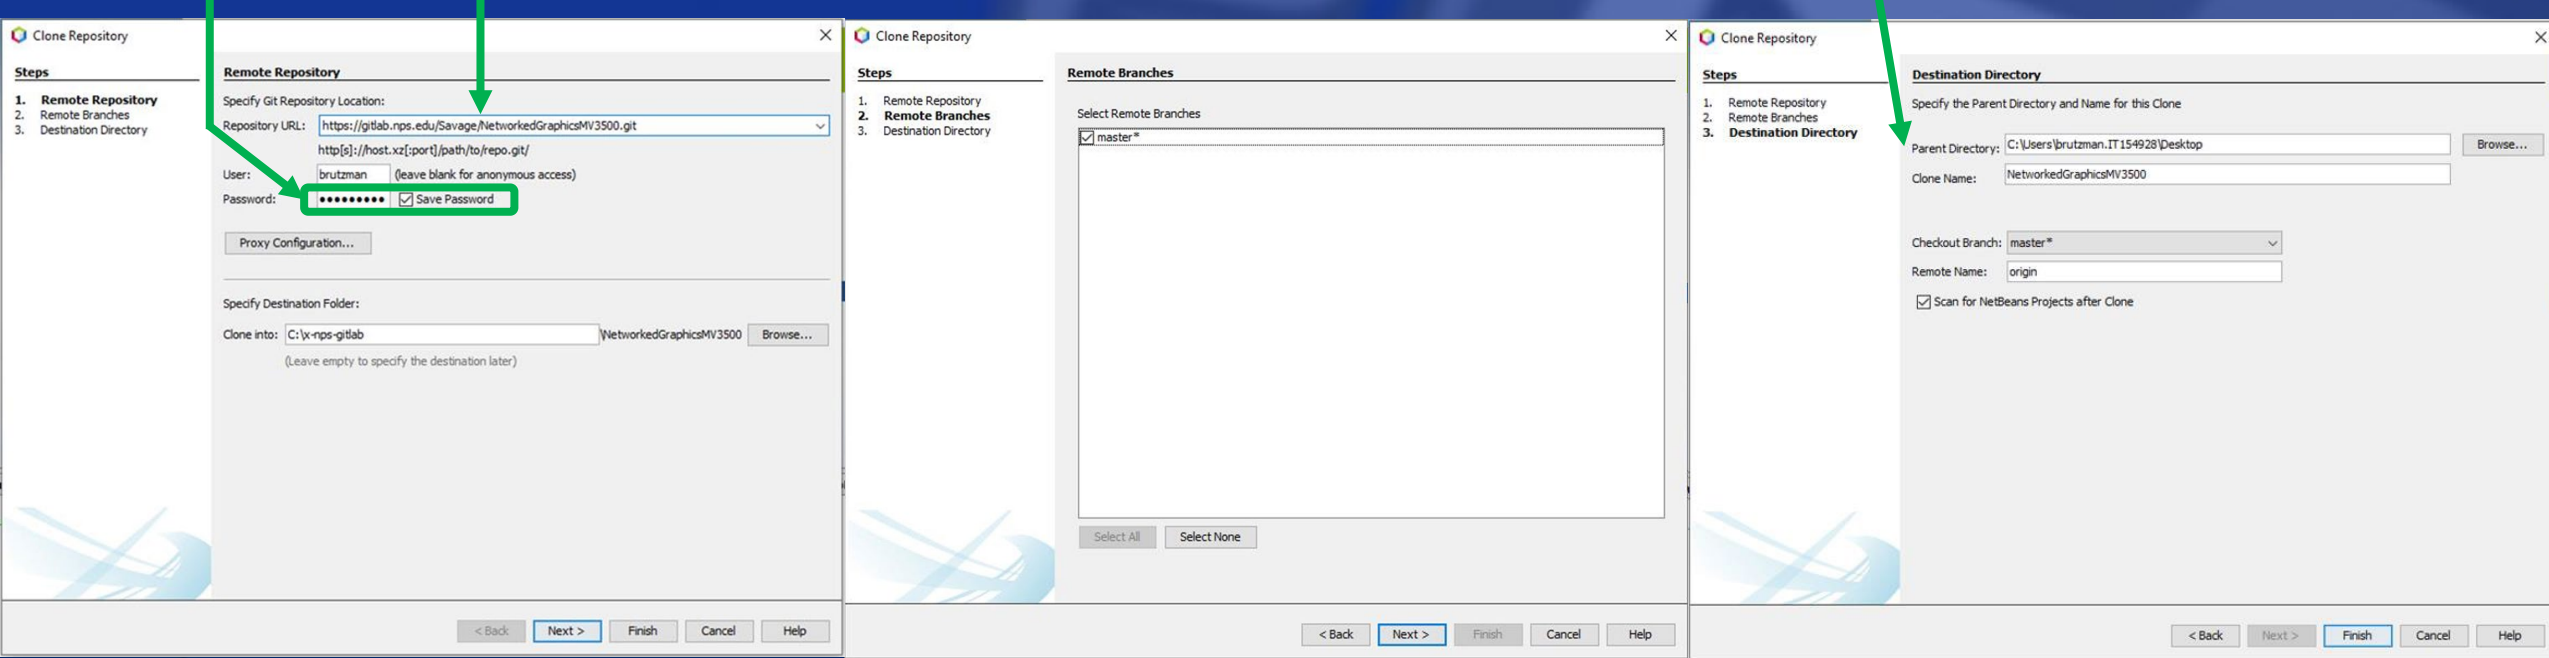 Clone Repository
Steps
1. Remote Repository
2. Remote Branches
3. Destination Directory
Remote Repository
Specify Git Repository Location:
Repository URL: https://gitlab.nps.edu/Savage/NetworkedGraphicsMV3500.git
http[s]://host.xz[:port]/path/to/repo.git/
User: brutzman (leave blank for anonymous access)
Password: ••••••••• Save Password
Proxy Configuration...
Specify Destination Folder:
Clone into: C:\x-nps-gitlab \NetworkedGraphicsMV3500 Browse...
(Leave empty to specify the destination later)
< Back Next > Finish Cancel Help
Clone Repository
Steps
1. Remote Repository
2. Remote Branches
3. Destination Directory
Remote Branches
Select Remote Branches
master*
Select All Select None
< Back Next > Finish Cancel Help
Clone Repository
Steps
1. Remote Repository
2. Remote Branches
3. Destination Directory
Destination Directory
Specify the Parent Directory and Name for this Clone
Parent Directory: C:\Users\brutzman.IT154928\Desktop Browse...
Clone Name: NetworkedGraphicsMV3500
Checkout Branch: master*
Remote Name: origin
Scan for NetBeans Projects after Clone
< Back Next > Finish Cancel Help